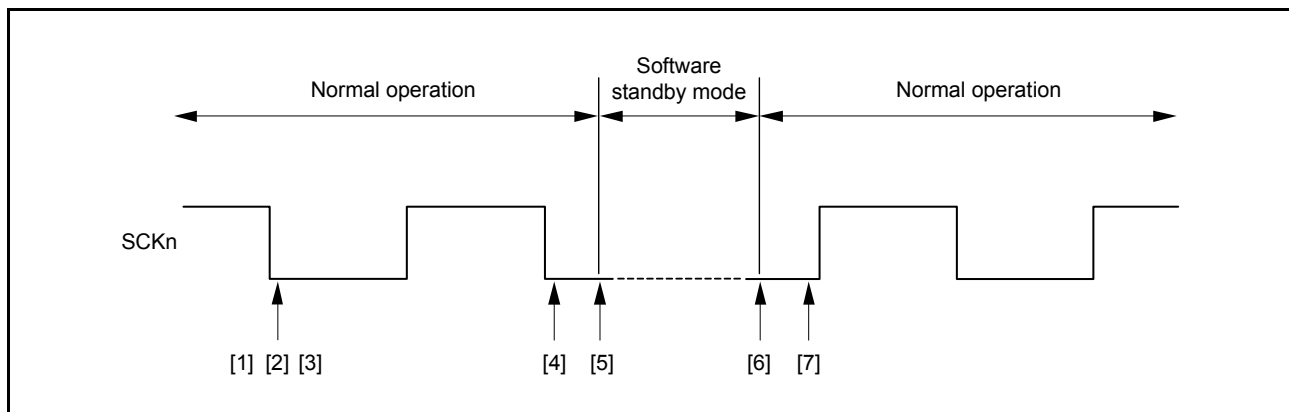 Normal operation
Software
standby mode
Normal operation
SCKn
[1] [2] [3]
[4]
[5]
[6]
[7]